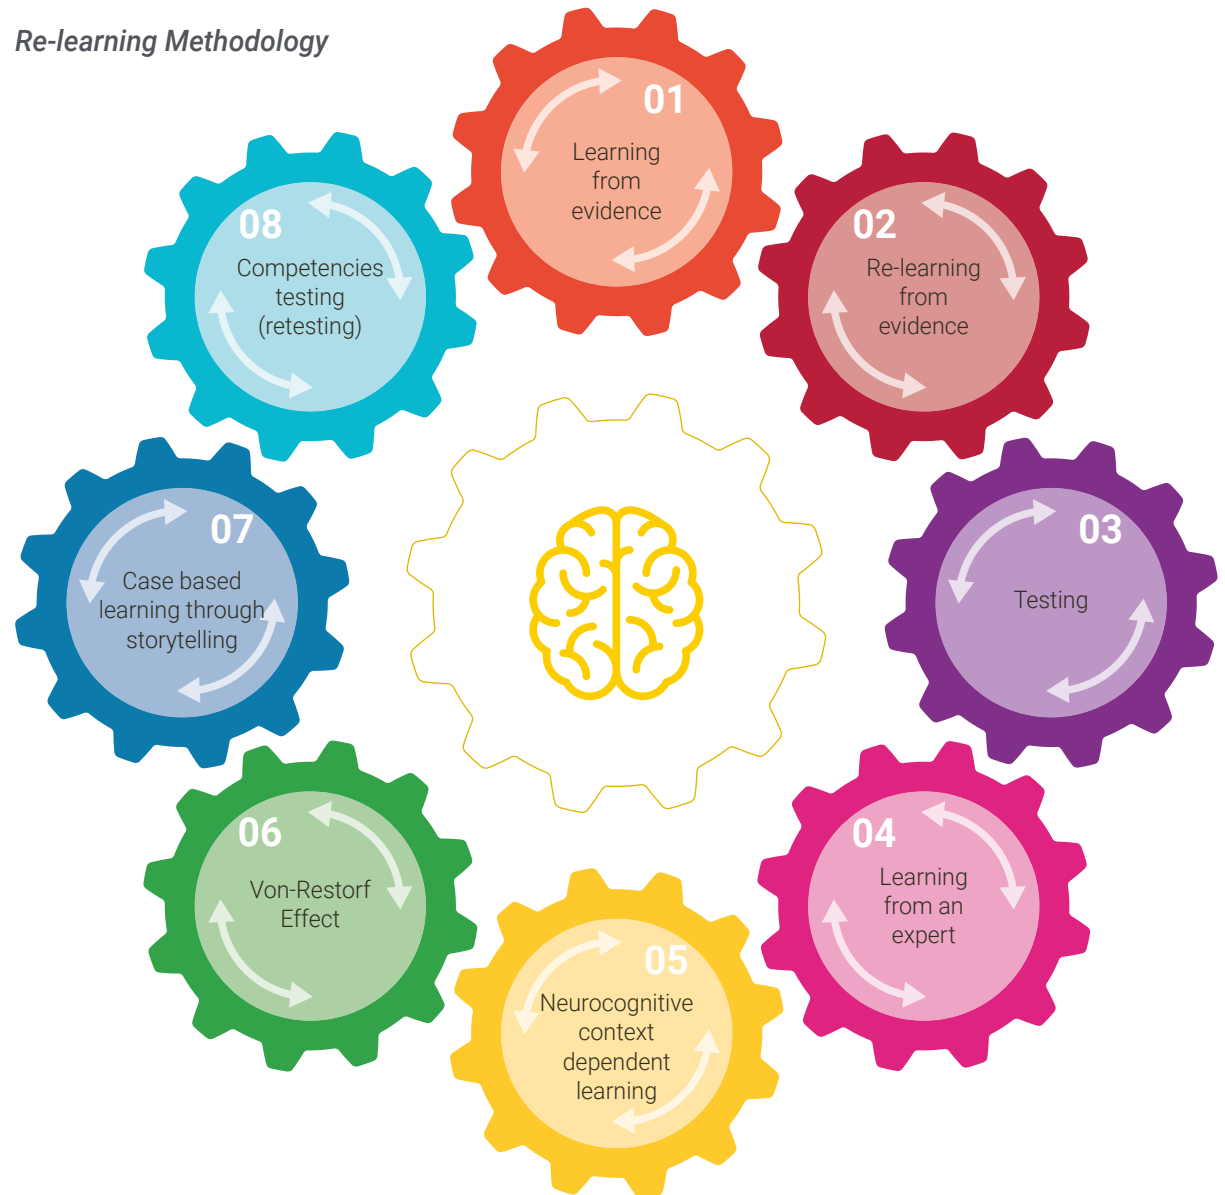 Re-learning Methodology
01
Learning
from
evidence
02
Re-learning
from
evidence
03
Testing
04
Learning
from an
expert
05
Neurocognitive
context
dependent
learning
06
Von-Restorf
Effect
07
Case based
learning through
storytelling
08
Competencies
testing
(retesting)